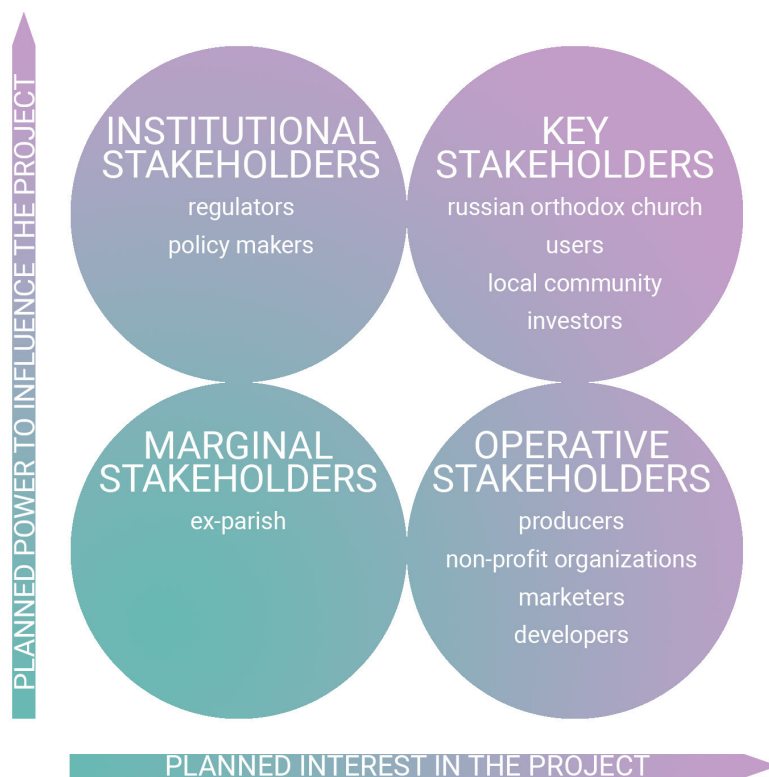 PLANNED POWER TO INFLUENCE THE PROJECT
INSTITUTIONAL
STAKEHOLDERS
regulators
policy makers
KEY
STAKEHOLDERS
russian orthodox church
users
local community
investors
MARGINAL
STAKEHOLDERS
ex-parish
OPERATIVE
STAKEHOLDERS
producers
non-profit organizations
marketers
developers
PLANNED INTEREST IN THE PROJECT